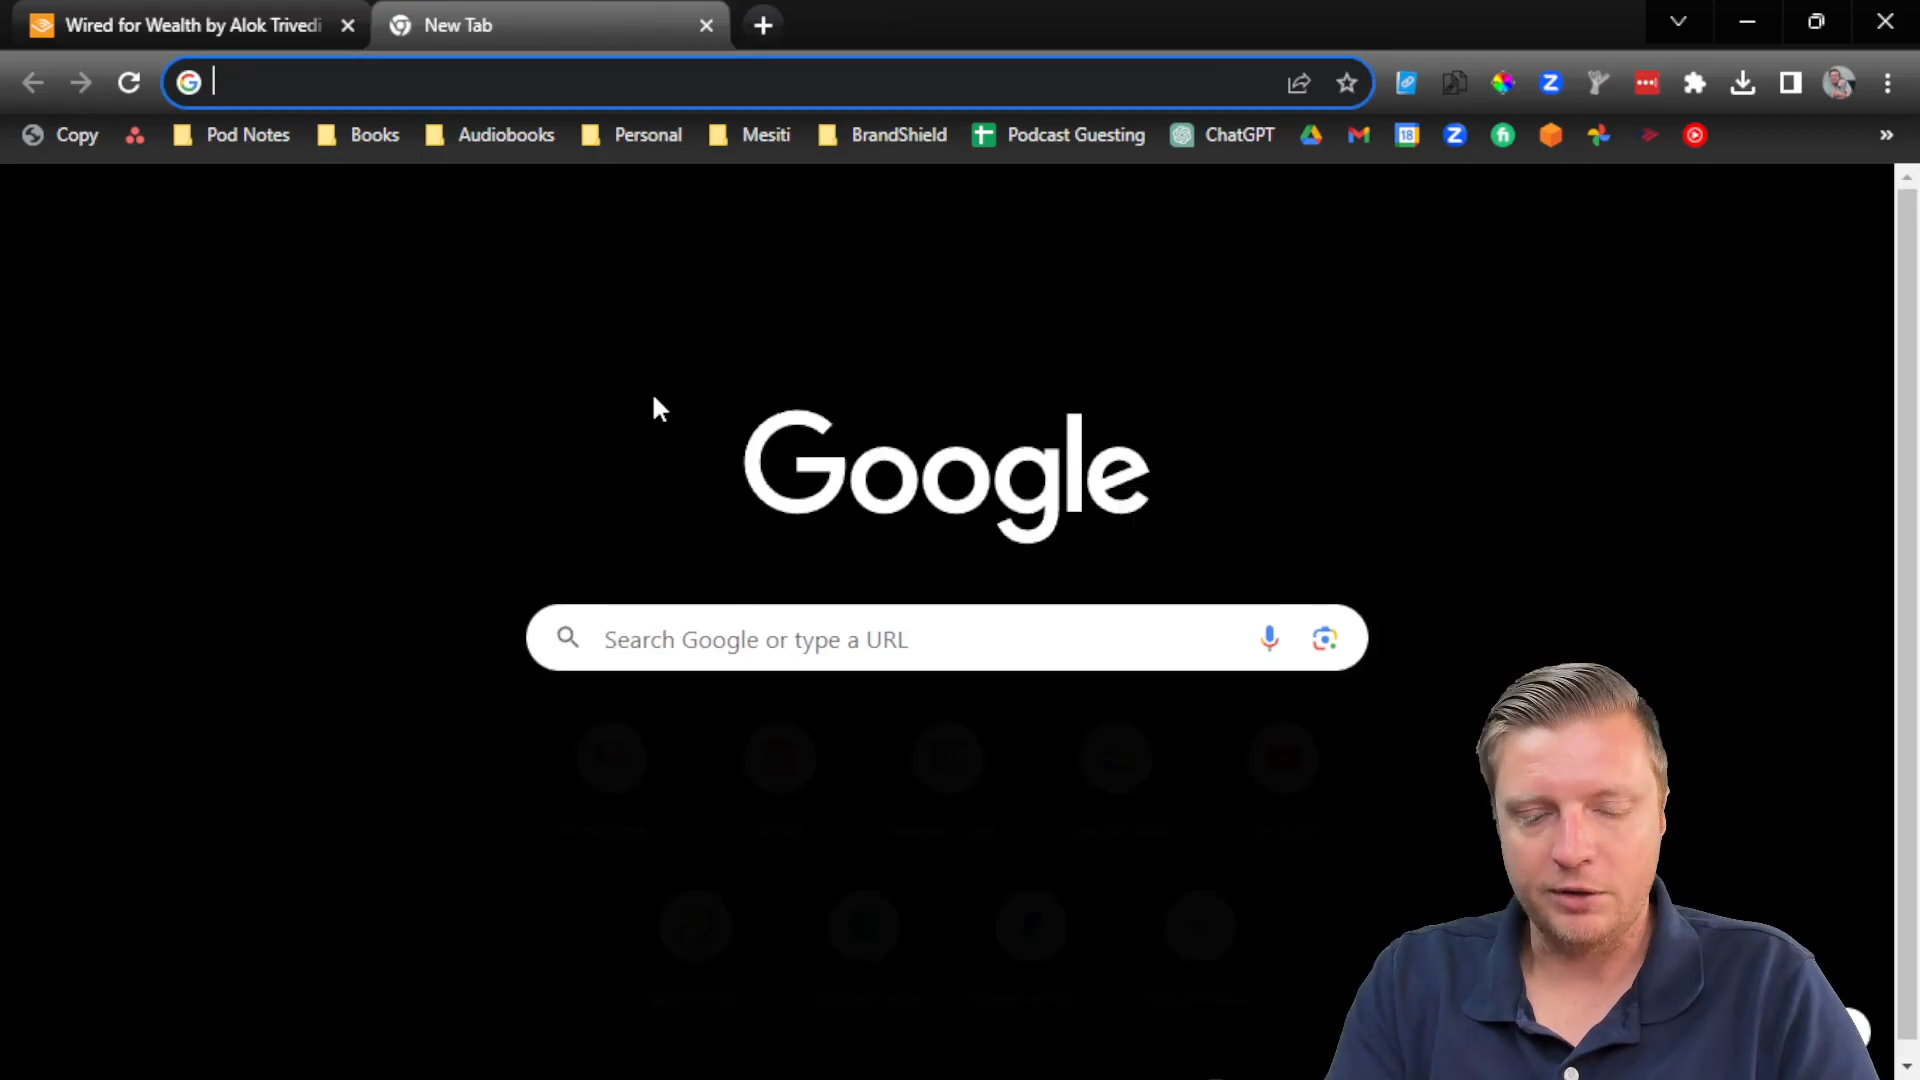 Wired for Wealth by Alok Trivedi
New Tab
Copy
Pod Notes
Books
Audiobooks
Personal
Mesiti
BrandShield
Podcast Guesting
ChatGPT
18
Google
Search Google or type a URL